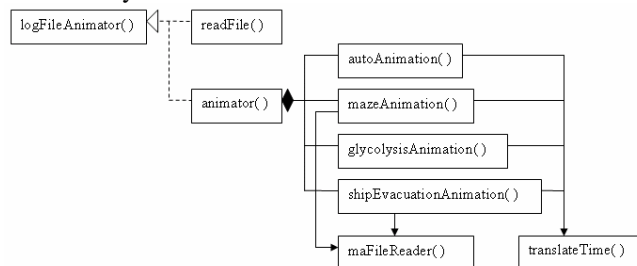 logFileAnimator()
readFile()
autoAnimation()
animator()
mazeAnimation()
glycolysisAnimation()
shipEvacuationAnimation()
maFileReader()
translateTime()